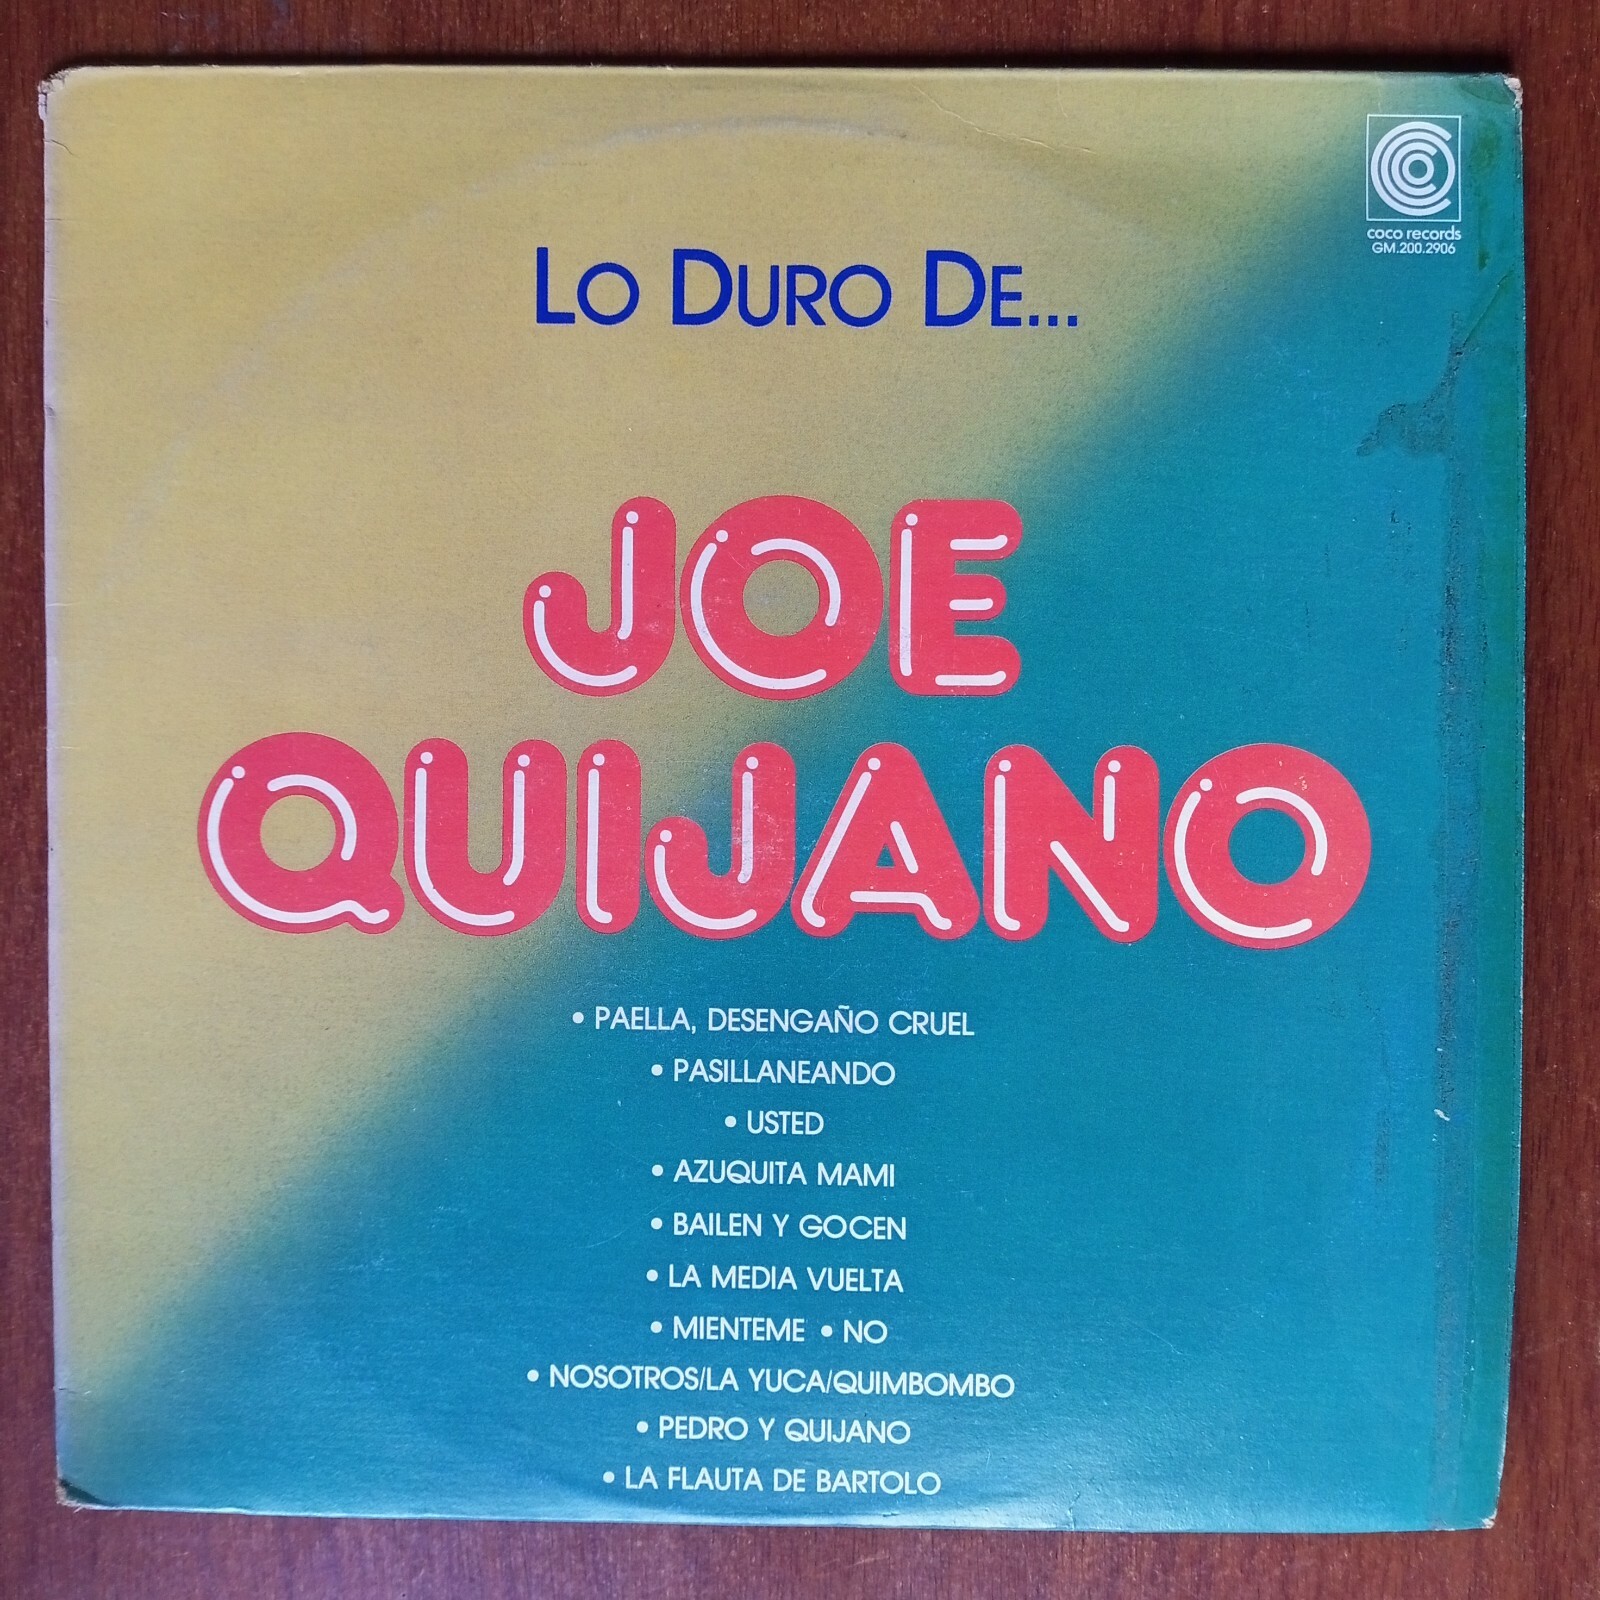 coco records
GM.200.2906
LO DURO DE...
JOE
QUIJANO
• PAELLA, DESENGAÑO CRUEL
• PASILLANEANDO
• USTED
• AZUQUITA MAMI
• BAILEN Y GOCEN
• LA MEDIA VUELTA
• MIENTEME • NO
• NOSOTROS/LA YUCA/QUIMBOMBO
• PEDRO Y QUIJANO
• LA FLAUTA DE BARTOLO